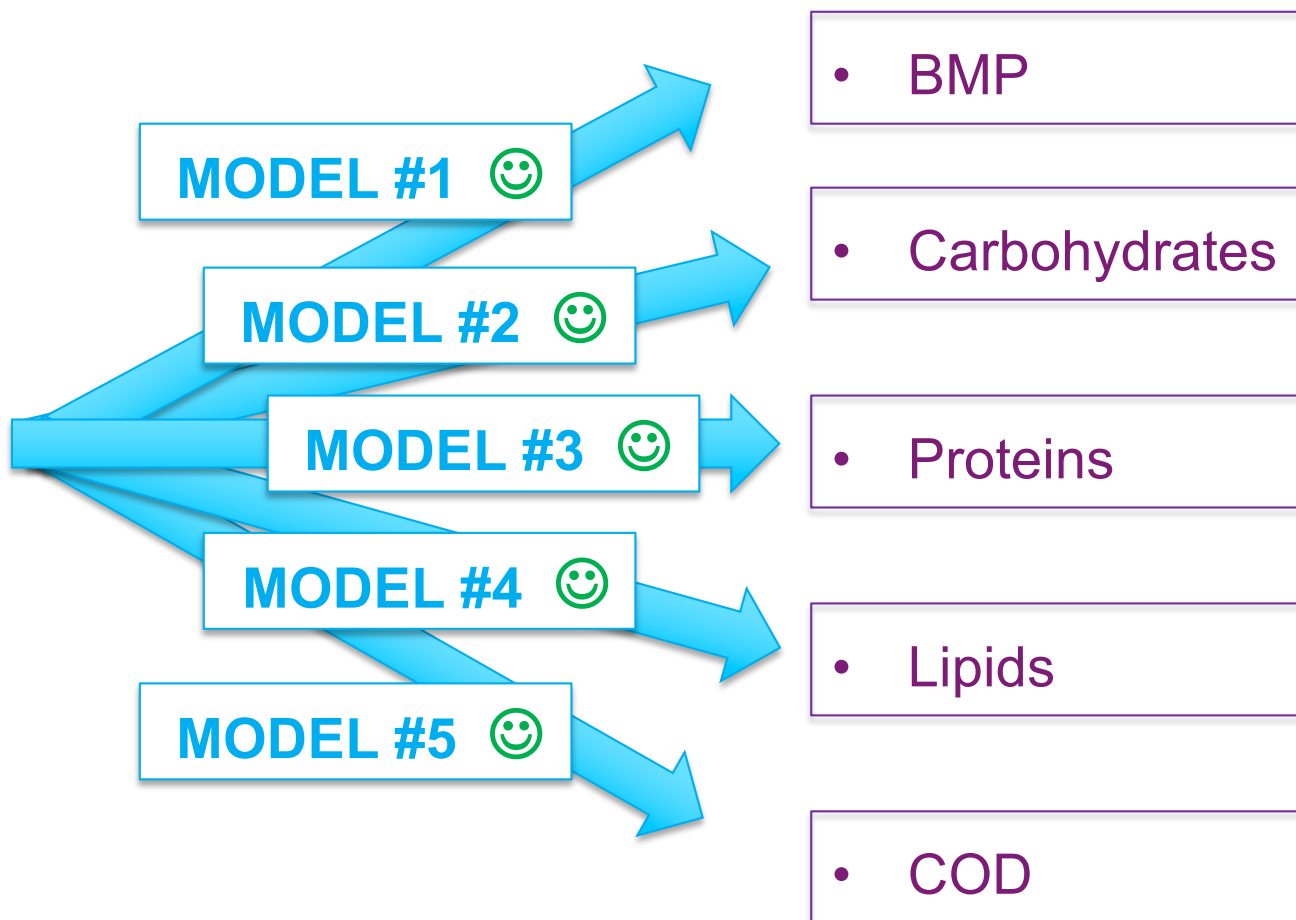 • BMP
MODEL #1
• Carbohydrates
MODEL #2
MODEL #3
• Proteins
MODEL #4
• Lipids
MODEL #5
• COD